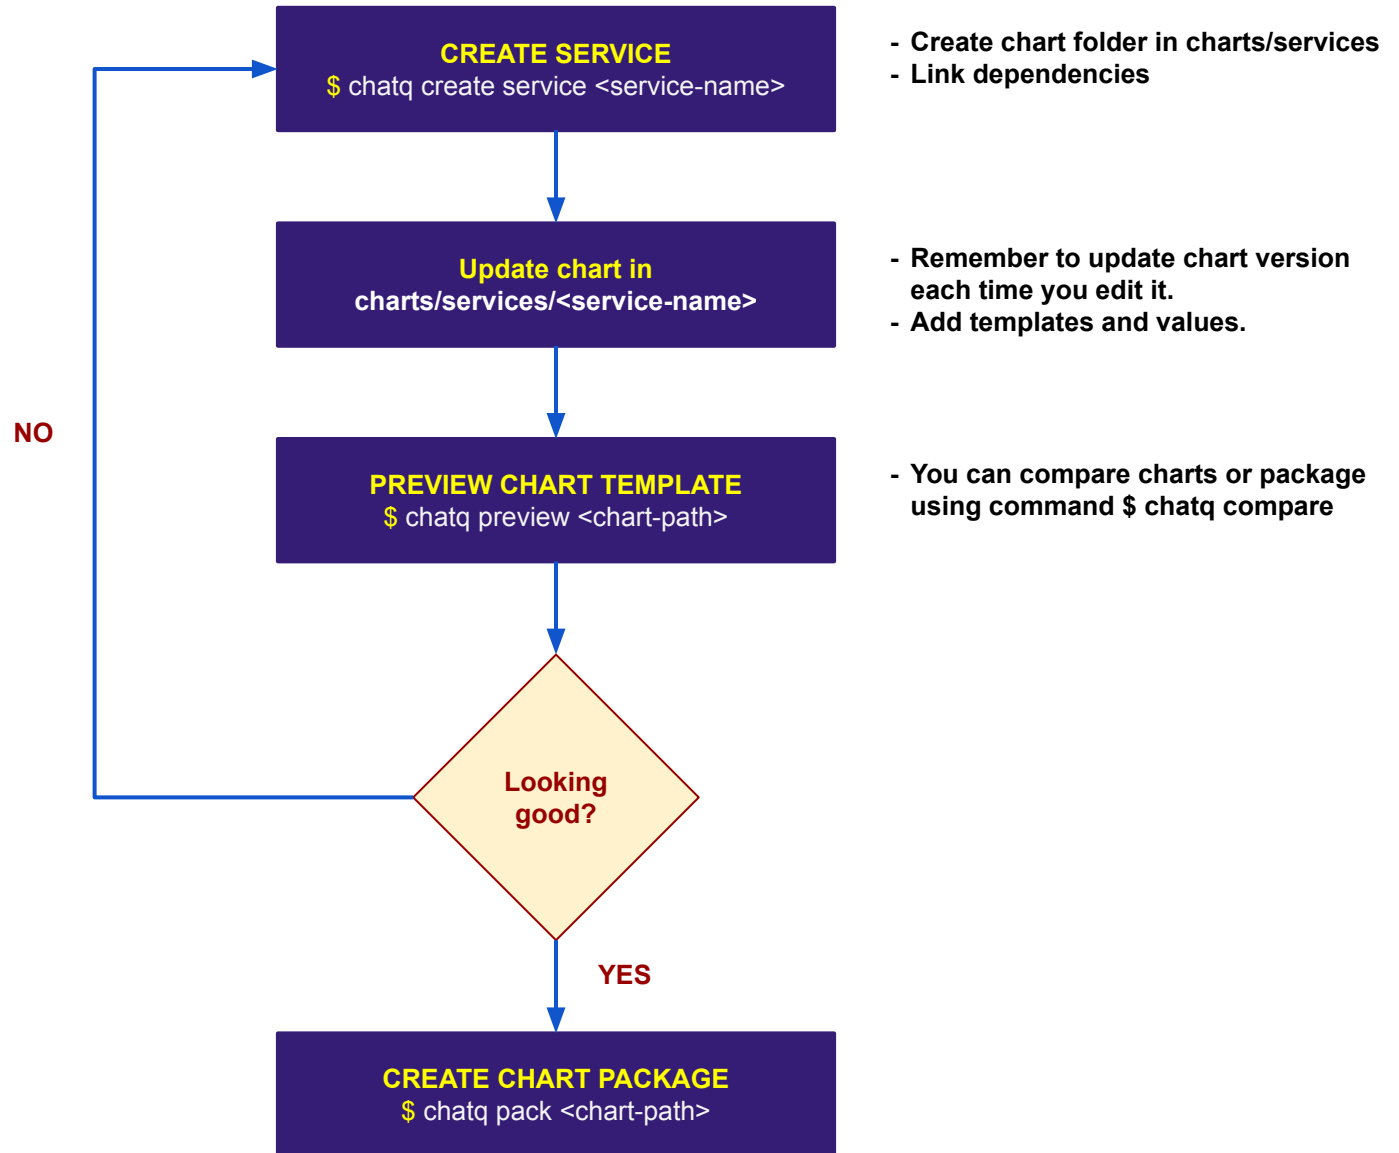 CREATE SERVICE
$ chatq create service <service-name>
- Create chart folder in charts/services
- Link dependencies
Update chart in
charts/services/<service-name>
- Remember to update chart version
each time you edit it.
- Add templates and values.
NO
PREVIEW CHART TEMPLATE
$ chatq preview <chart-path>
- You can compare charts or package
using command $ chatq compare
Looking
good?
YES
CREATE CHART PACKAGE
$ chatq pack <chart-path>